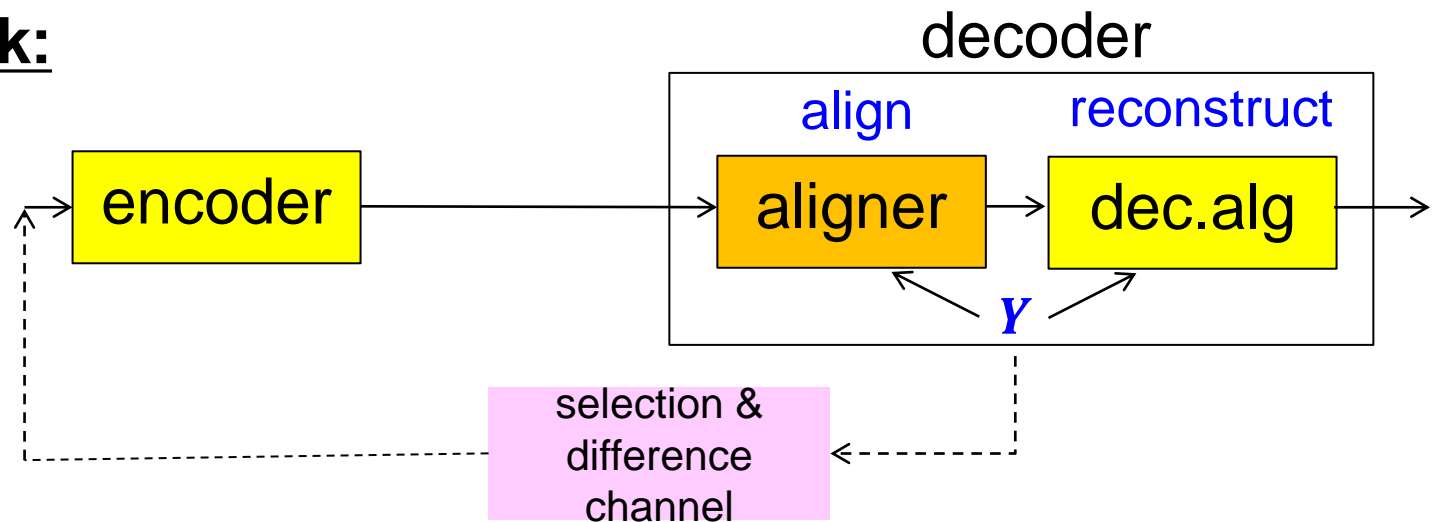 k:
decoder
align
reconstruct
encoder
aligner
dec.alg
Y
selection &
difference
channel